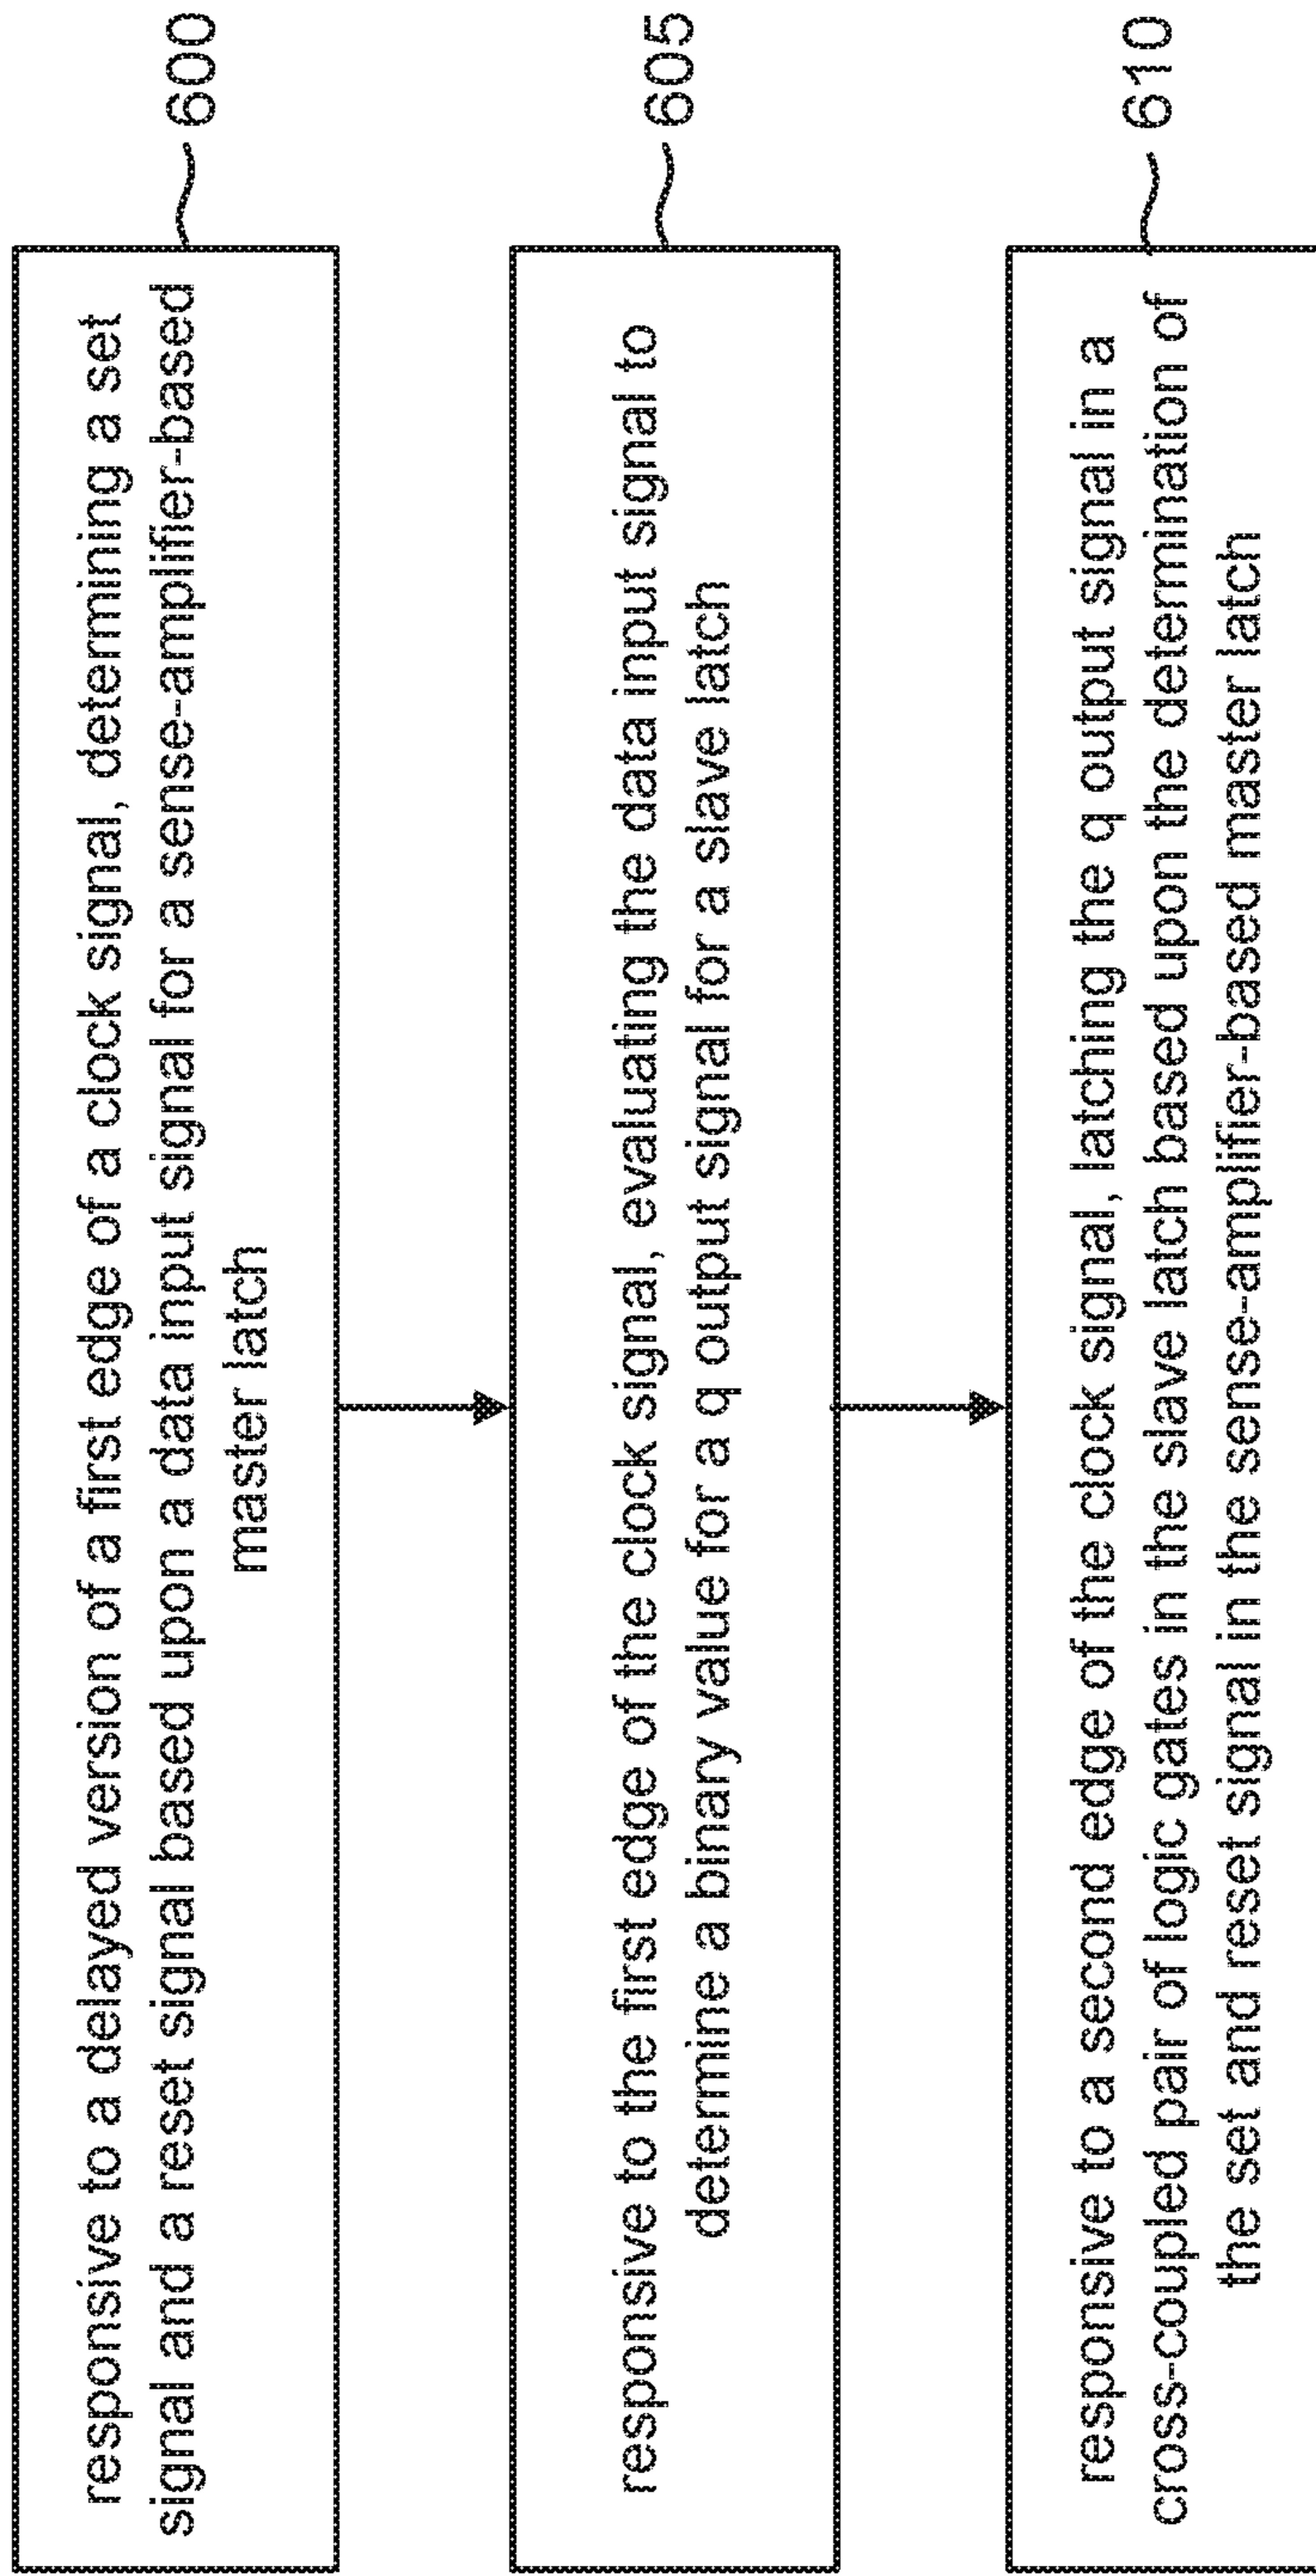 responsive to a delayed version of a first edge of a clock signal, determining a set
signal and a reset signal based upon a data input signal for a sense-amplifier-based
master latch
600
responsive to the first edge of the clock signal, evaluating the data input signal to
determine a binary value for a q output signal for a slave latch
605
responsive to a second edge of the clock signal, latching the q output signal in a
cross-coupled pair of logic gates in the slave latch based upon the determination of
the set and reset signal in the sense-amplifier-based master latch
610